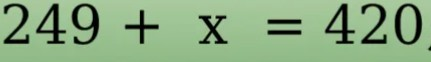 249 + x = 420,